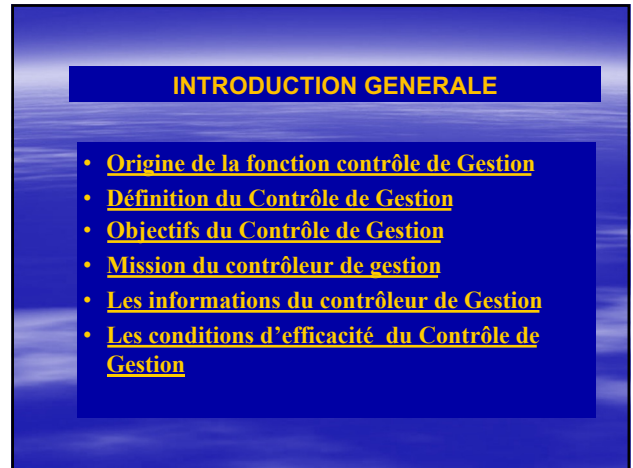 INTRODUCTION GENERALE
• Origine de la fonction contrôle de Gestion
• Définition du Contrôle de Gestion
• Objectifs du Contrôle de Gestion
• Mission du contrôleur de gestion
• Les informations du contrôleur de Gestion
• Les conditions d’efficacité  du Contrôle de
Gestion